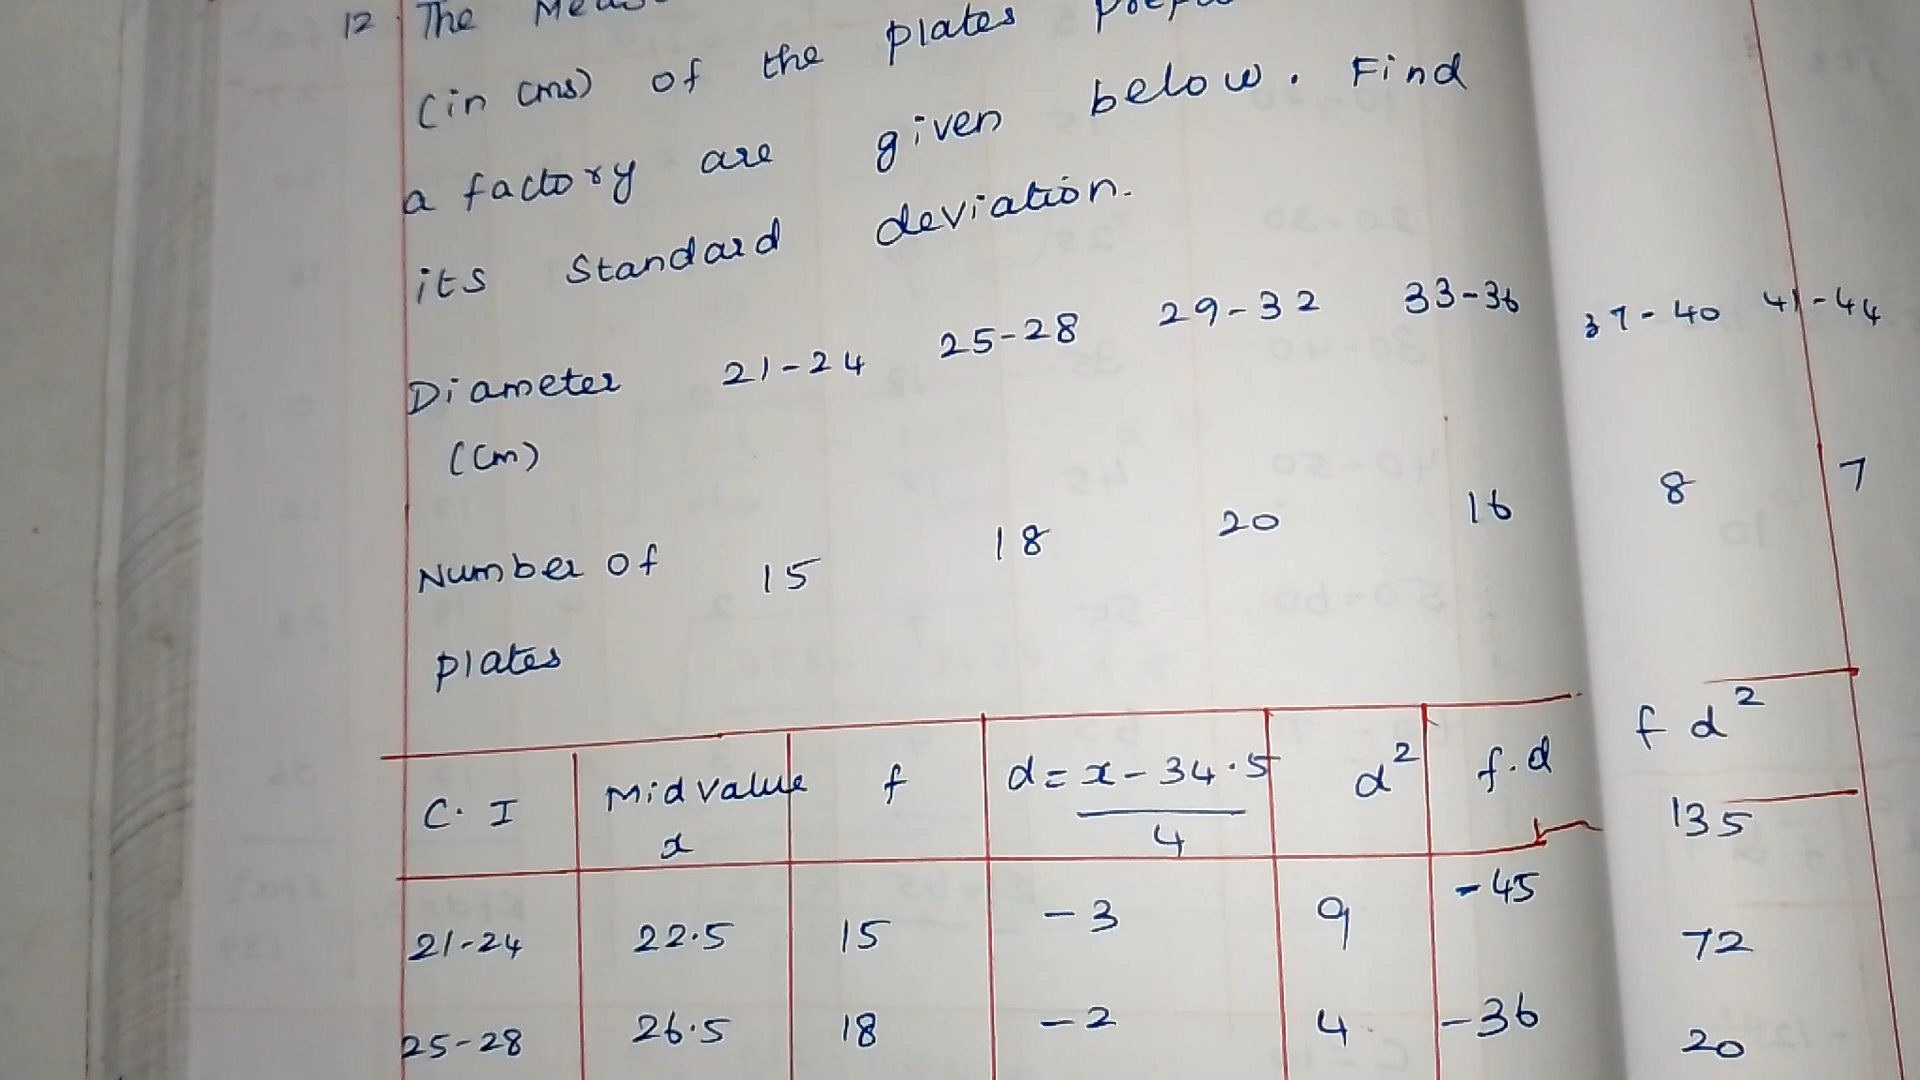 12. The
(in cms) of the plates
a factory are given below. Find
its Standard deviation.
Diameter 21-24 25-28 29-32 33-36 37-40 41-44
(Cm)
Number of 15 18 20 16 8 7
plates
C.I Mid value x f d = x - 34.5 / 4 d² f.d f d²
21-24 22.5 15 -3 9 -45 135
25-28 26.5 18 -2 4 -36 72
20